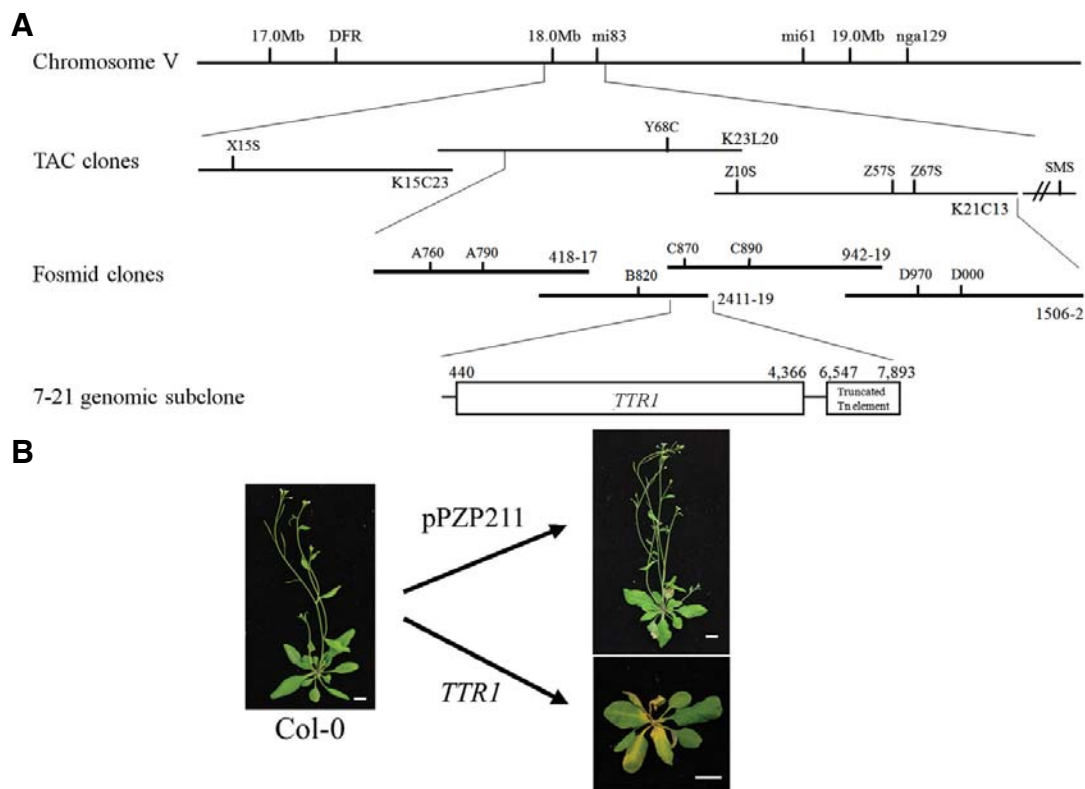 A
17.0Mb DFR 18.0Mb mi83 mi61 19.0Mb nga129
Chromosome V
X15S Y68C K23L20
TAC clones
K15C23 Z10S Z57S Z67S SMS
K21C13
A760 A790 418-17 C870 C890 942-19
Fosmid clones
B820 2411-19 D970 D000
1506-2
440 4,366 6,547 7,893
7-21 genomic subclone
TTR1
Truncated
Tn element
B
pPZP211
TTR1
Col-0